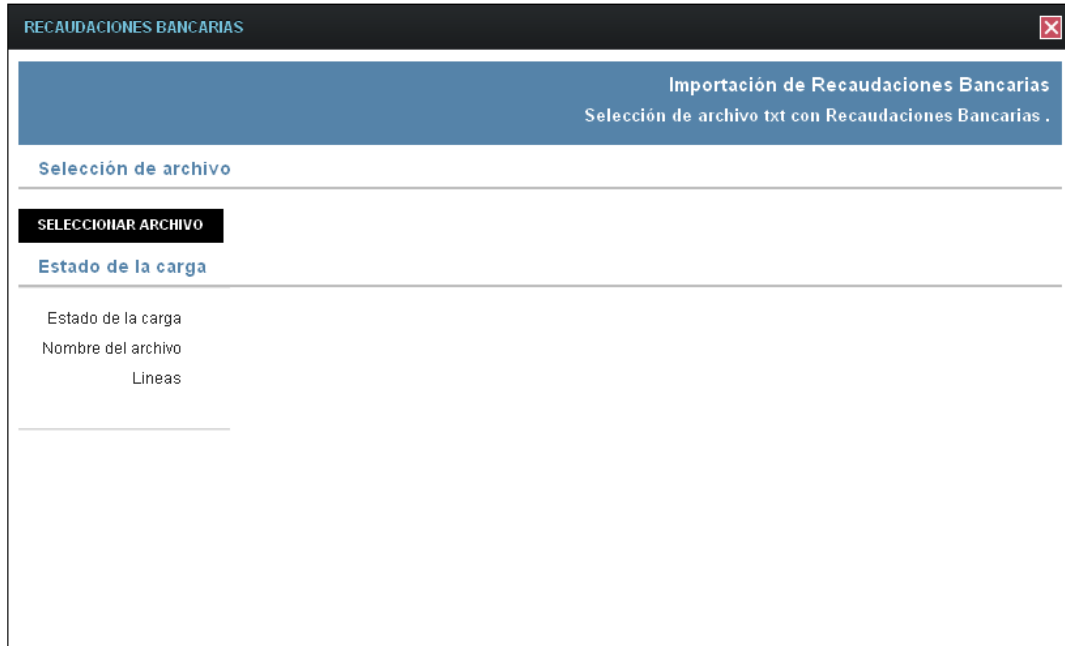 RECAUDACIONES BANCARIAS
Importación de Recaudaciones Bancarias
Selección de archivo txt con Recaudaciones Bancarias .
Selección de archivo
SELECCIONAR ARCHIVO
Estado de la carga
Estado de la carga
Nombre del archivo
Lineas